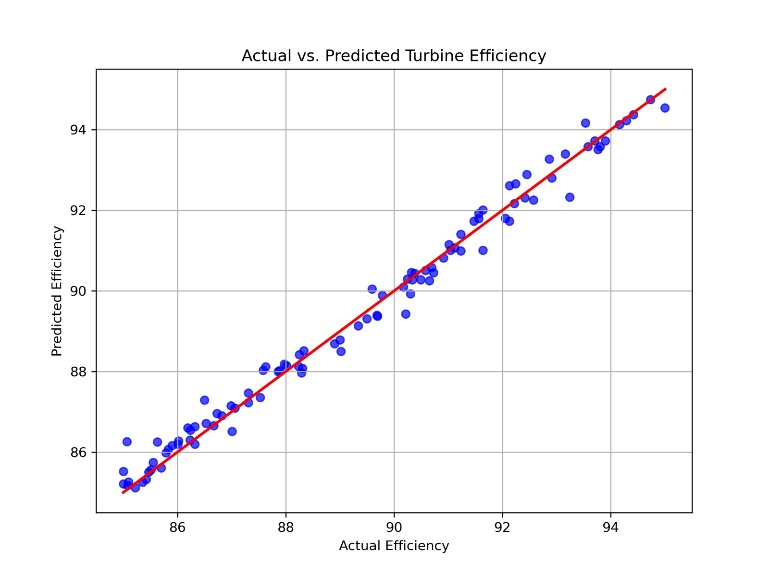 Actual vs. Predicted Turbine Efficiency
94
92
90
88
86
Predicted Efficiency
86 88 90 92 94
Actual Efficiency